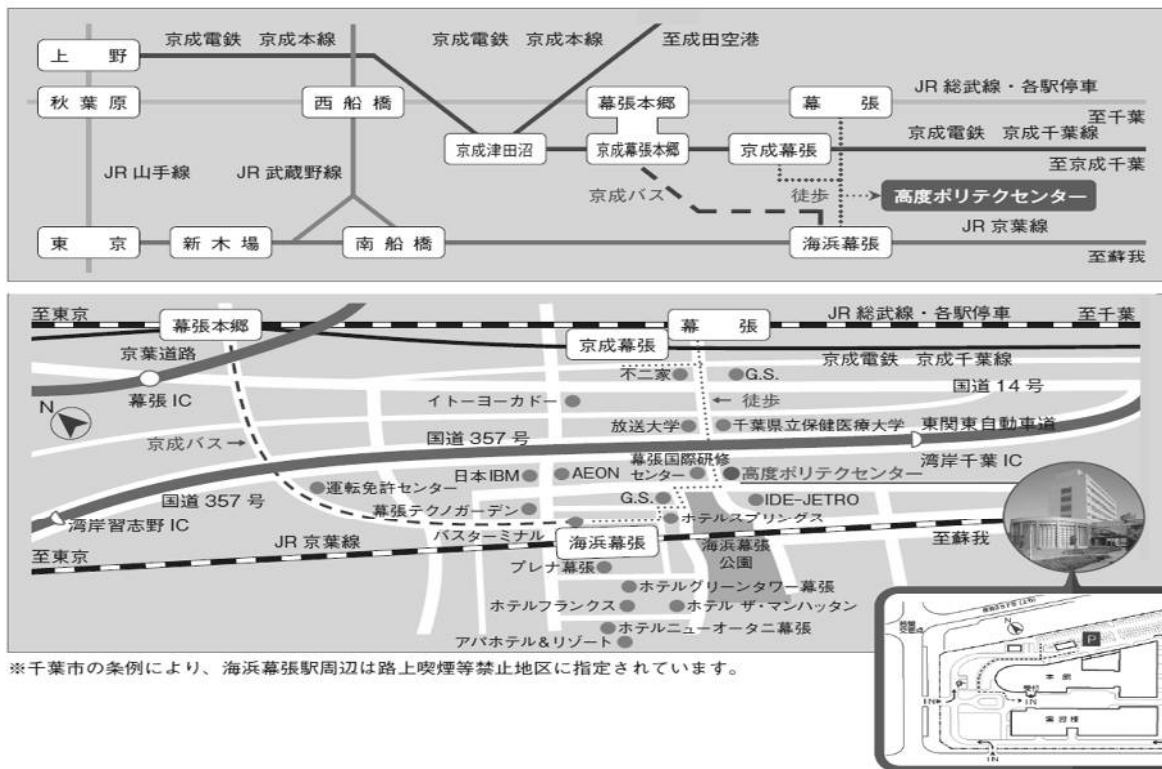 京成電鉄 京成本線
京成電鉄 京成本線
至成田空港
上野
JR 総武線・各駅停車
秋葉原
西船橋
幕張本郷
幕張
至千葉
京成電鉄 京成千葉線
京成津田沼
京成幕張本郷
京成幕張
至京成千葉
JR 山手線
JR 武蔵野線
京成バス
徒歩
高度ポリテクセンター
JR 京葉線
東京
新木場
南船橋
海浜幕張
至蘇我
至東京
幕張本郷
幕張
JR 総武線・各駅停車
至千葉
京葉道路
京成幕張
京成電鉄 京成千葉線
不二家
G.S.
国道 14 号
幕張 IC
N
イトーヨーカドー
徒歩
放送大学
千葉県立保健医療大学
東関東自動車道
京成バス
国道 357 号
湾岸千葉 IC
幕張国際研修
センター
高度ポリテクセンター
日本IBM
AEON
国道 357 号
運転免許センター
G.S.
IDE-JETRO
幕張テクノガーデン
ホテルスプリングス
湾岸習志野 IC
バスターミナル
JR 京葉線
海浜幕張
海浜幕張
公園
至蘇我
至東京
プレナ幕張
ホテルグリーンタワー幕張
ホテルフランクス
ホテル ザ・マンハッタン
ホテルニューオータニ幕張
アパホテル&リゾート
N
P
本館
IN
IN
IN
※千葉市の条例により、海浜幕張駅周辺は路上喫煙等禁止地区に指定されています。